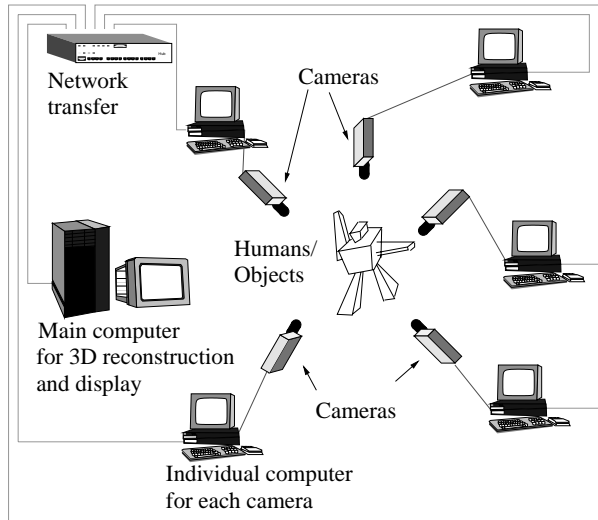 Network
transfer
Cameras
Humans/
Objects
Main computer
for 3D reconstruction
and display
Cameras
Individual computer
for each camera